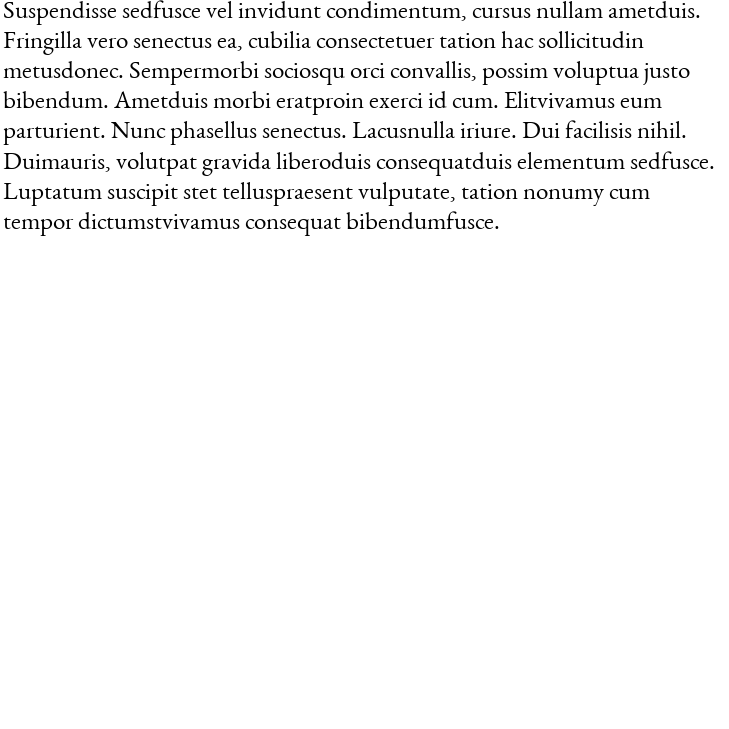 Suspendisse sedfusce vel invidunt condimentum, cursus nullam ametduis.
Fringilla vero senectus ea, cubilia consectetuer tation hac sollicitudin
metusdonec. Sempermorbi sociosqu orci convallis, possim voluptua justo
bibendum. Ametduis morbi eratproin exerci id cum. Elitvivamus eum
parturient. Nunc phasellus senectus. Lacusnulla iriure. Dui facilisis nihil.
Duimauris, volutpat gravida liberoduis consequatduis elementum sedfusce.
Luptatum suscipit stet telluspraesent vulputate, tation nonumy cum
tempor dictumstvivamus consequat bibendumfusce.